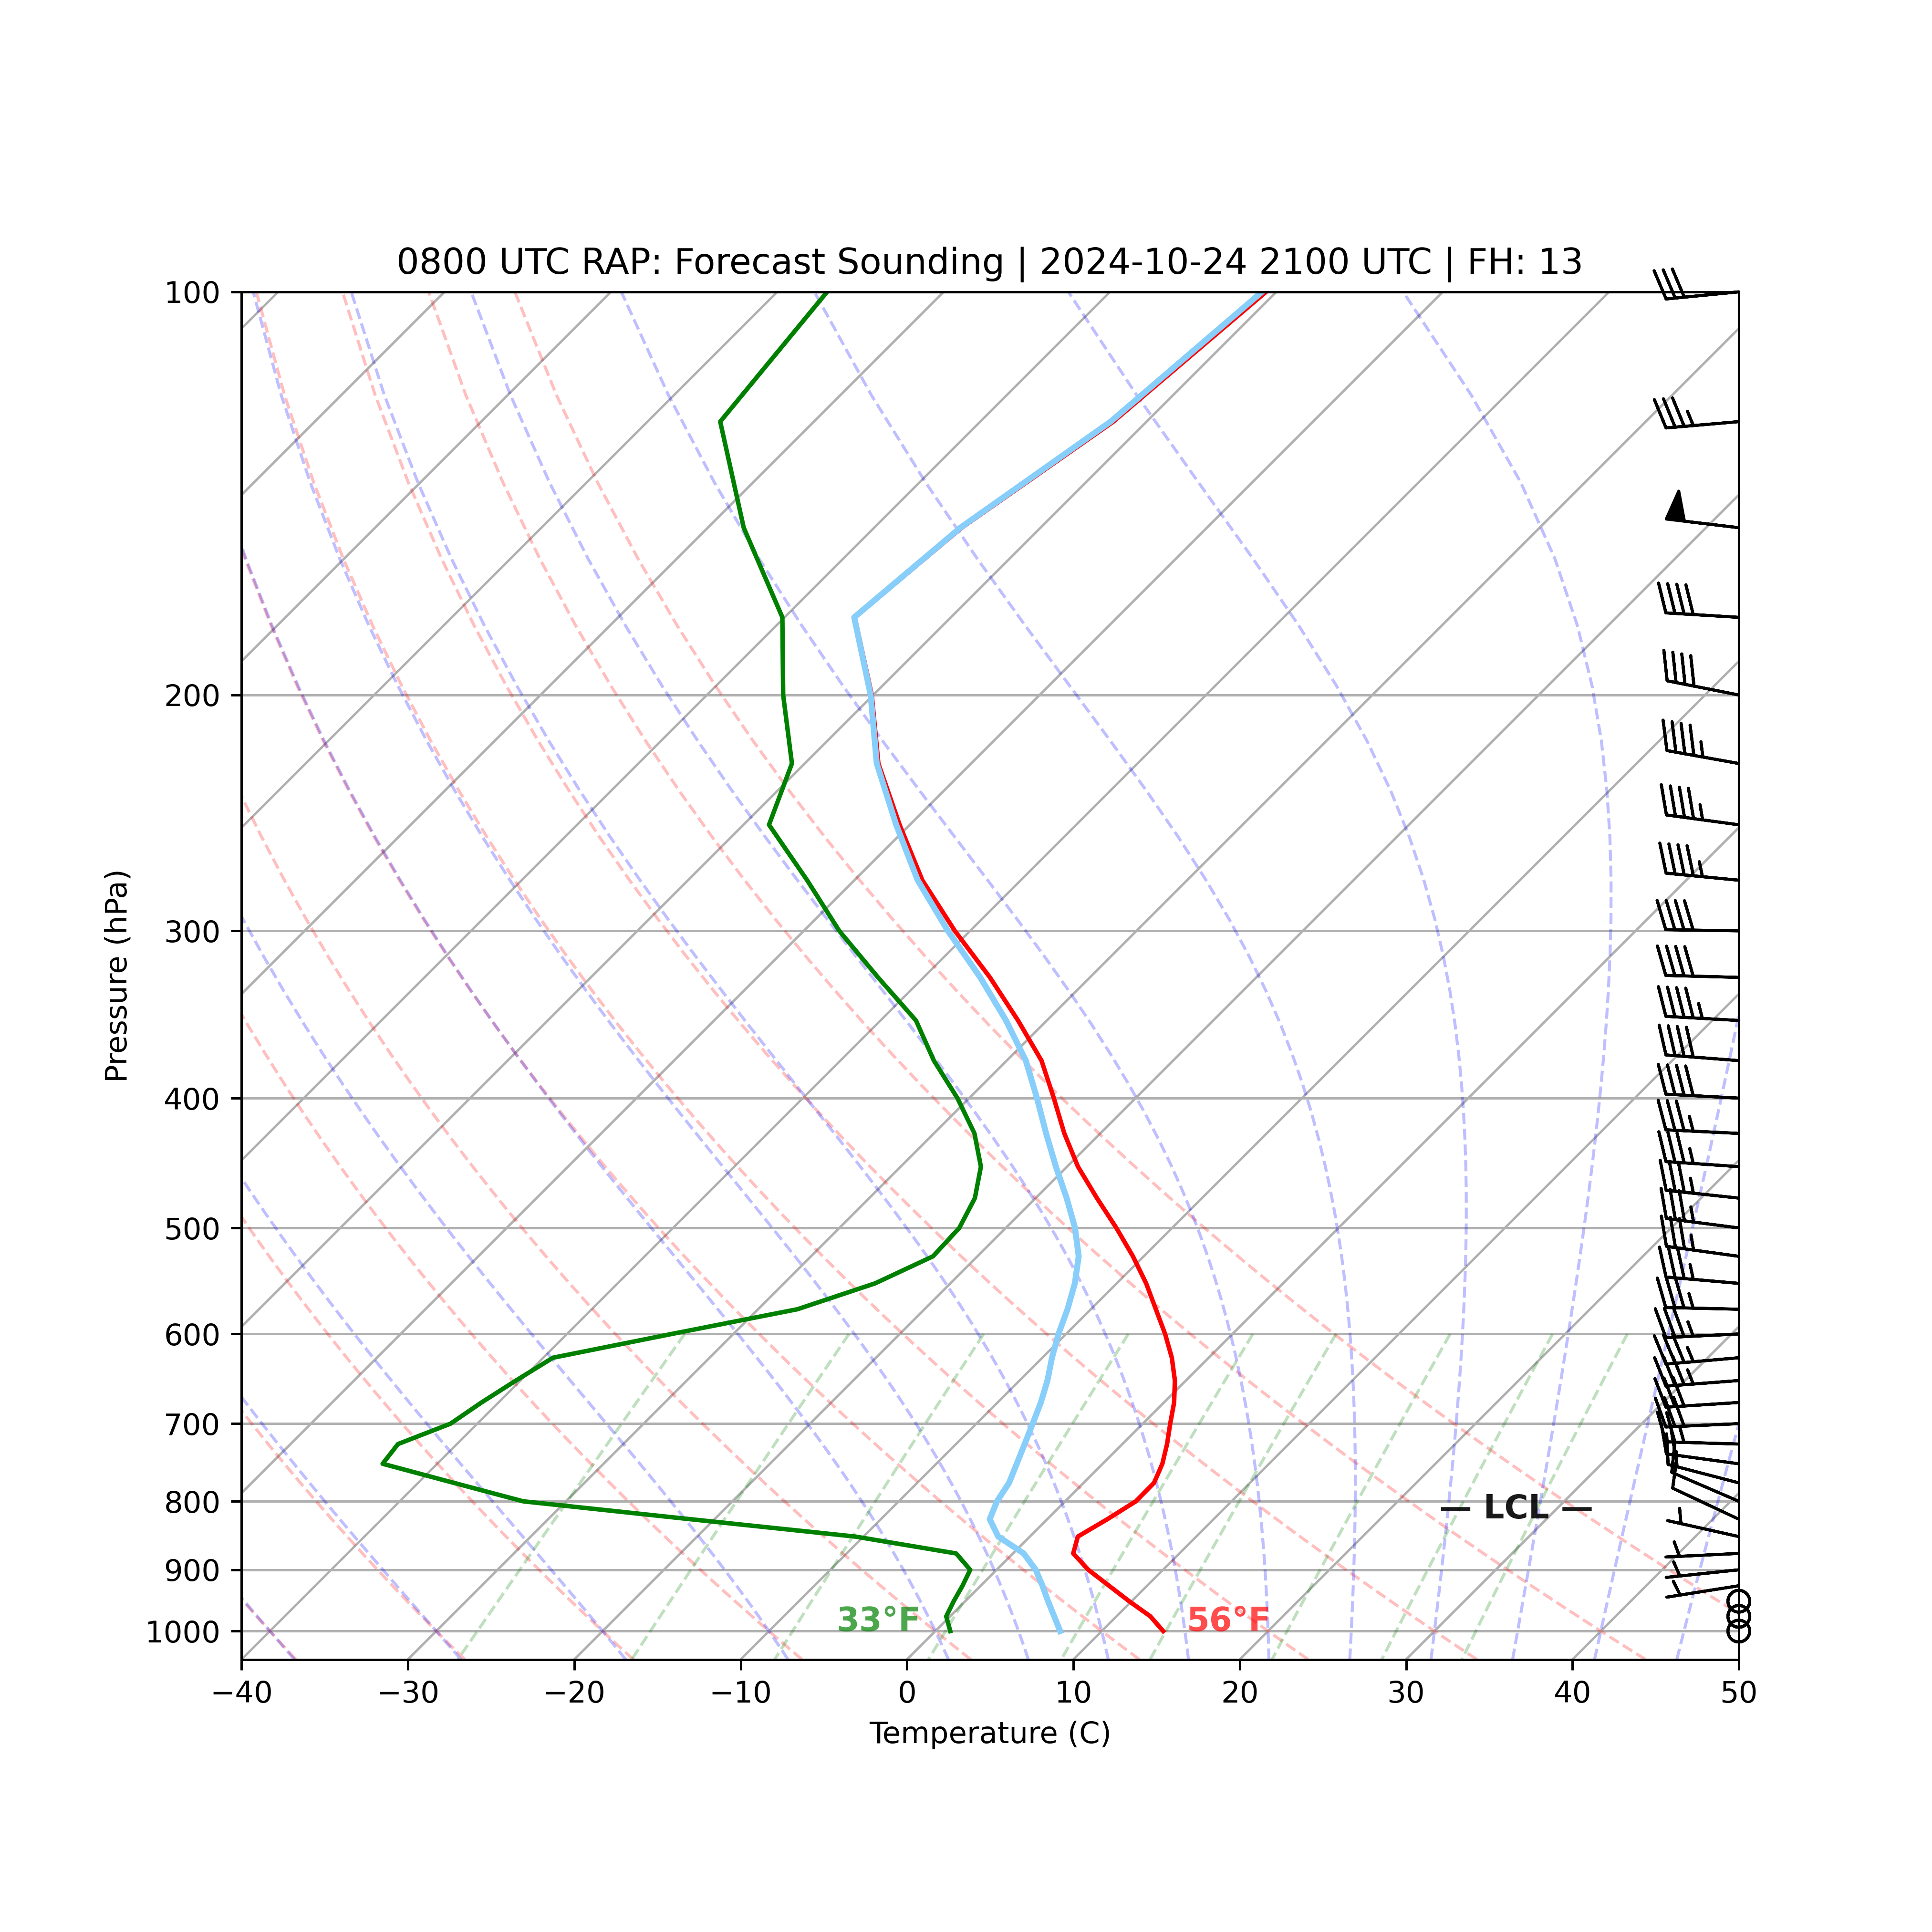 0800 UTC RAP: Forecast Sounding | 2024-10-24 2100 UTC | FH: 13
100
200
300
400
500
600
700
800
900
1000
Pressure (hPa)
— LCL —
33°F
56°F
−40 −30 −20 −10 0 10 20 30 40 50
Temperature (C)